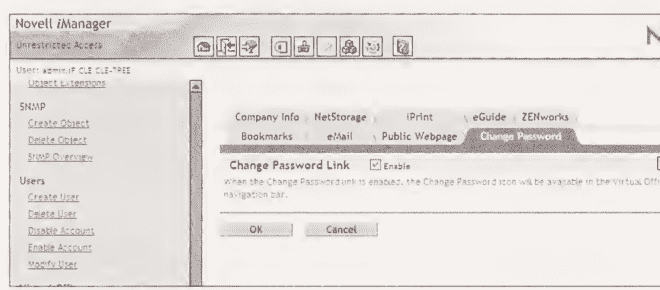 Novell iManager
Unrestricted Access
User: admin.IF CLE CLE-TREE
Object Extensions
SNMP
Create Object
Delete Object
SNMP Overview
Users
Create User
Delete User
Disable Account
Enable Account
Modify User
Company Info NetStorage iPrint eGuide ZENworks
Bookmarks eMail Public Webpage Change Password
Change Password Link Enable
When the Change Password link is enabled, the Change Password icon will be available in the Virtual Off
navigation bar.
OK Cancel